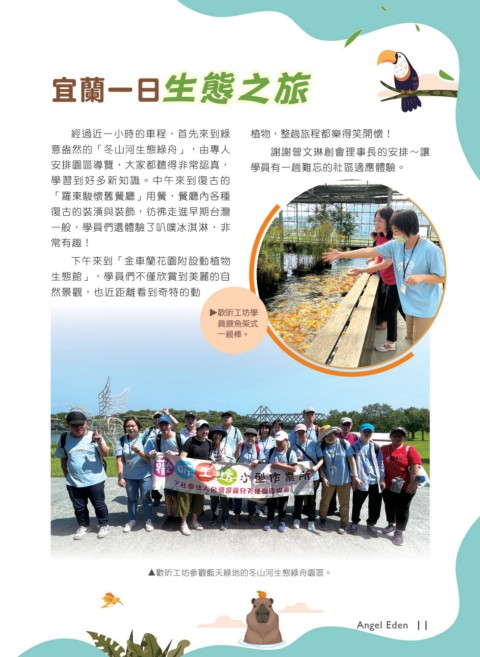 宜蘭一日生態之旅
經過近一小時的車程，首先來到綠
意盎然的「冬山河生態綠舟」，由專人
安排園區導覽，大家都聽得非常認真，
學習到好多新知識。中午來到復古的
「羅東駿懷舊餐廳」用餐，餐廳內各種
復古的裝潢與裝飾，彷彿走進早期台灣
一般，學員們還體驗了叭噗冰淇淋，非
常有趣！
下午來到「金車蘭花園附設動植物
生態館」，學員們不僅欣賞到美麗的自
然景觀，也近距離看到奇特的動
植物，整趟旅程都樂得笑開懷！
謝謝曾文琳創會理事長的安排～讓
學員有一趟難忘的社區適應體驗。
▶歡昕工坊學
員餵魚架式
一級棒。
歡昕工坊小型作業所
▲歡昕工坊參觀藍天綠地的冬山河生態綠舟園區。
Angel Eden 11